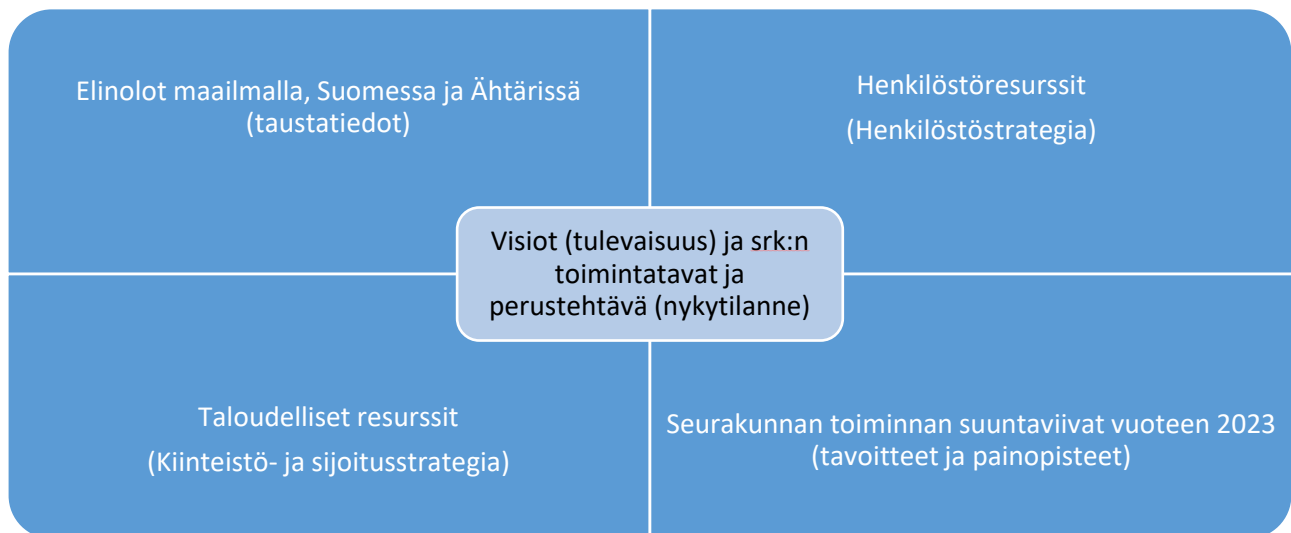 Elinolot maailmalla, Suomessa ja Ähtärissä
(taustatiedot)
Henkilöstöresurssit
(Henkilöstöstrategia)
Visiot (tulevaisuus) ja srk:n
toimintatavat ja
perustehtävä (nykytilanne)
Taloudelliset resurssit
(Kiinteistö- ja sijoitusstrategia)
Seurakunnan toiminnan suuntaviivat vuoteen 2023
(tavoitteet ja painopisteet)